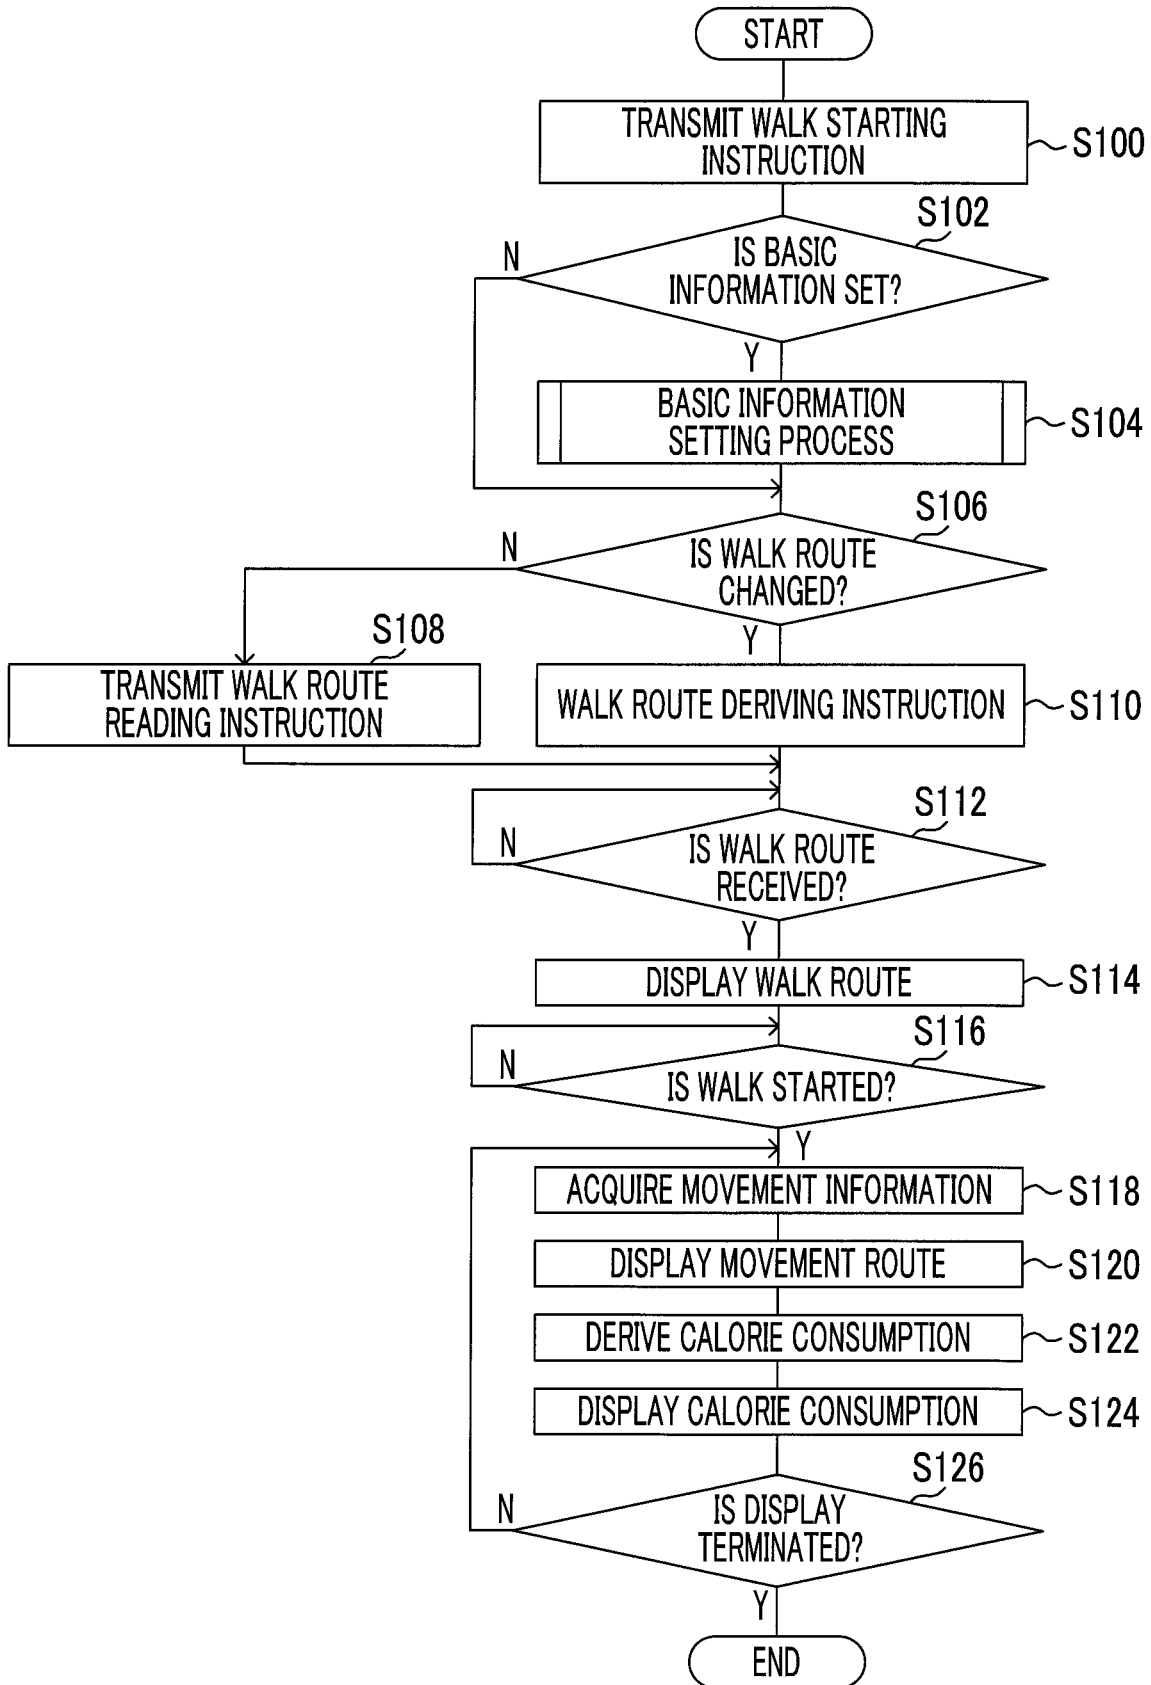 START
TRANSMIT WALK STARTING
INSTRUCTION
S100
S102
IS BASIC
INFORMATION SET?
N
Y
BASIC INFORMATION
SETTING PROCESS
S104
S106
IS WALK ROUTE
CHANGED?
N
Y
S108
TRANSMIT WALK ROUTE
READING INSTRUCTION
WALK ROUTE DERIVING INSTRUCTION
S110
S112
IS WALK ROUTE
RECEIVED?
N
Y
DISPLAY WALK ROUTE
S114
S116
IS WALK STARTED?
N
Y
ACQUIRE MOVEMENT INFORMATION
S118
DISPLAY MOVEMENT ROUTE
S120
DERIVE CALORIE CONSUMPTION
S122
DISPLAY CALORIE CONSUMPTION
S124
S126
IS DISPLAY
TERMINATED?
N
Y
END